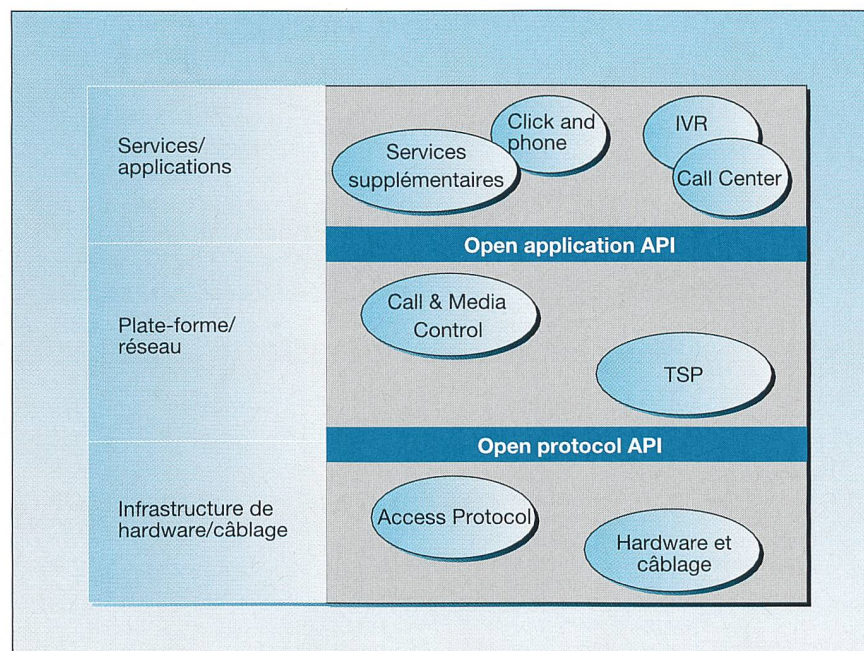 Services/
applications
Services
supplémentaires
Click and
phone
IVR
Call Center
Open application API
Plate-forme/
réseau
Call & Media
Control
TSP
Open protocol API
Infrastructure de
hardware/câblage
Access Protocol
Hardware et
câblage